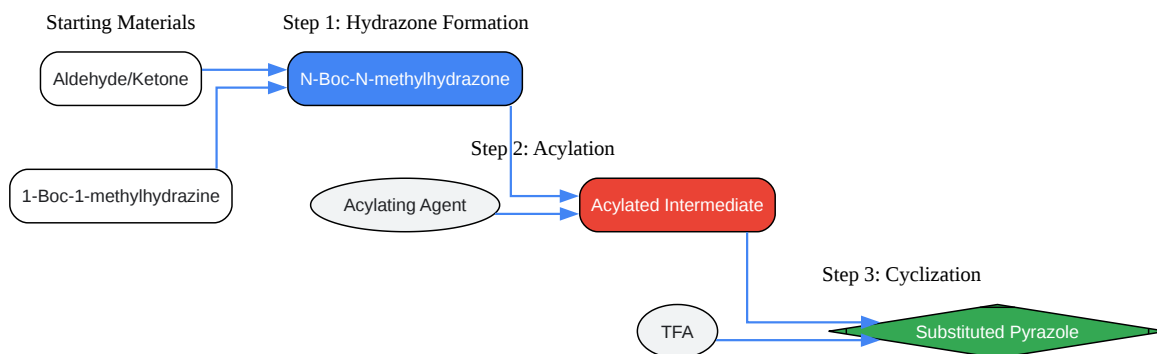 Starting Materials
Step 1: Hydrazone Formation
Aldehyde/Ketone
N-Boc-N-methylhydrazone
Step 2: Acylation
1-Boc-1-methylhydrazine
Acylating Agent
Acylated Intermediate
Step 3: Cyclization
TFA
Substituted Pyrazole